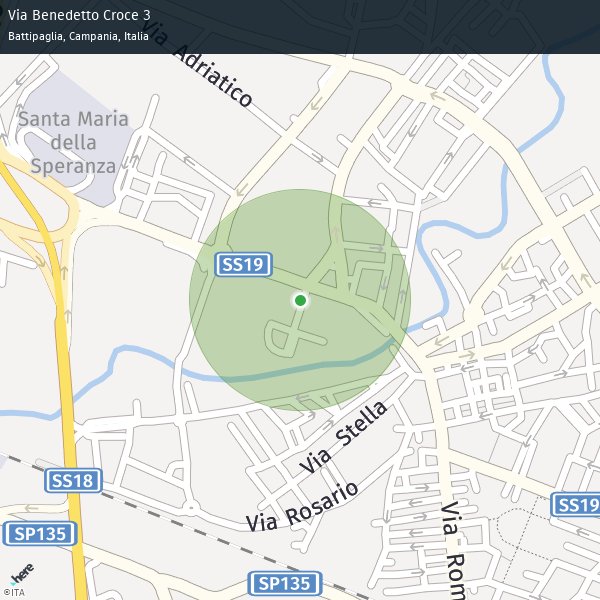 Via Benedetto Croce 3
Battipaglia, Campania, Italia
Via Adriatico
Santa Maria
della
Speranza
SS19
Via Stella
SS18
Via Rosario
SS19
SP135
Via Rom
SP135
here
©ITA